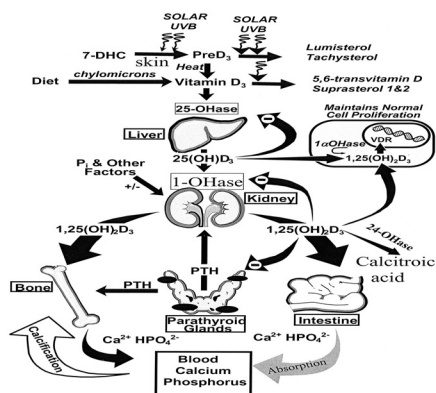 SOLAR UVB
SOLAR UVB
7-DHC
skin
PreD₃
Lumisterol
Tachysterol
Heat
Diet
chylomicrons
Vitamin D₃
5,6-transvitamin D
Suprasterol 1&2
25-OHase
Maintains Normal
Cell Proliferation
Liver
VDR
1αOHase
25(OH)D₃
1,25(OH)₂D₃
Pᵢ & Other
Factors
+/-
1-OHase
Kidney
1,25(OH)₂D₃
1,25(OH)₂D₃
24-OHase
Calcitroic
acid
PTH
Bone
PTH
Parathyroid
Glands
Intestine
Ca²⁺ HPO₄²⁻
Ca²⁺ HPO₄²⁻
Calcification
Blood
Calcium
Phosphorus
Absorption